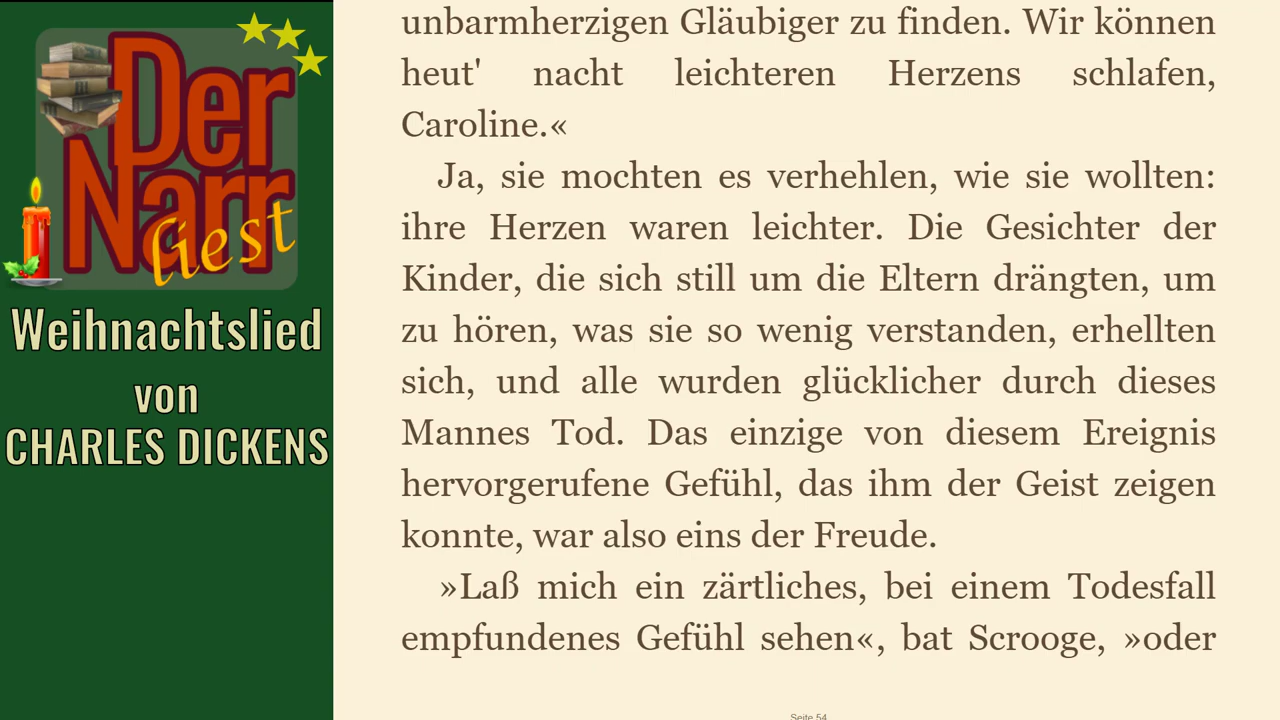 Der
Narr
liest
Weihnachtslied
von
CHARLES DICKENS
unbarmherzigen Gläubiger zu finden. Wir können
heut' nacht leichteren Herzens schlafen,
Caroline.«
Ja, sie mochten es verhehlen, wie sie wollten:
ihre Herzen waren leichter. Die Gesichter der
Kinder, die sich still um die Eltern drängten, um
zu hören, was sie so wenig verstanden, erhellten
sich, und alle wurden glücklicher durch dieses
Mannes Tod. Das einzige von diesem Ereignis
hervorgerufene Gefühl, das ihm der Geist zeigen
konnte, war also eins der Freude.
»Laß mich ein zärtliches, bei einem Todesfall
empfundenes Gefühl sehen«, bat Scrooge, »oder
Seite 54